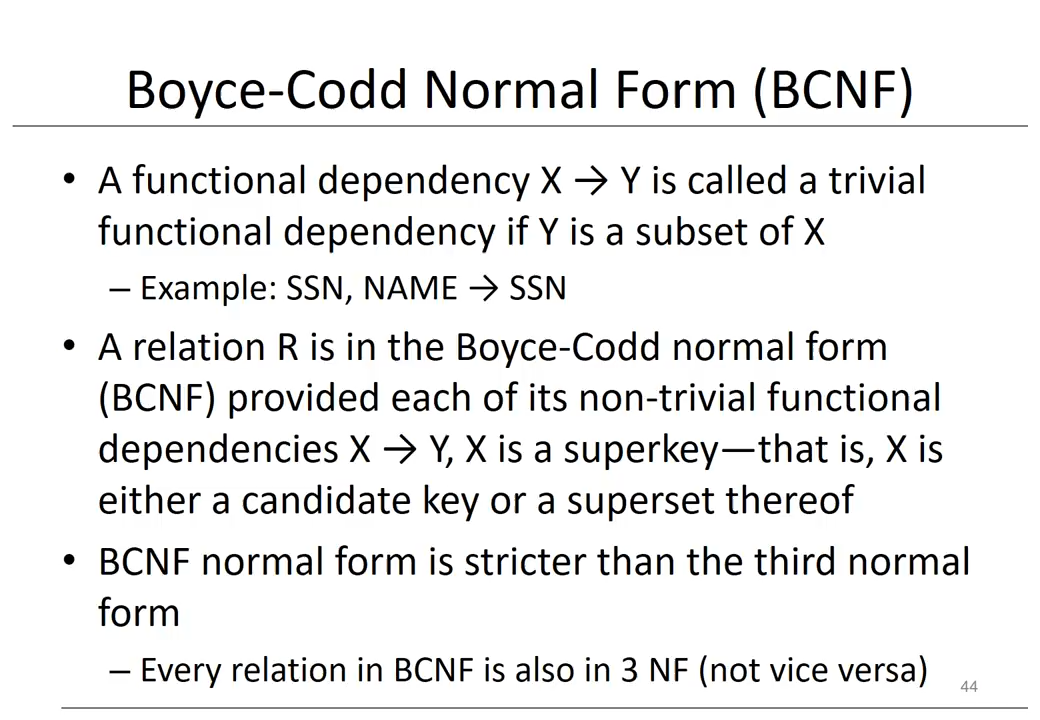 Boyce-Codd Normal Form (BCNF)
• A functional dependency X → Y is called a trivial
functional dependency if Y is a subset of X
– Example: SSN, NAME → SSN
• A relation R is in the Boyce-Codd normal form
(BCNF) provided each of its non-trivial functional
dependencies X → Y, X is a superkey—that is, X is
either a candidate key or a superset thereof
• BCNF normal form is stricter than the third normal
form
– Every relation in BCNF is also in 3 NF (not vice versa)
44